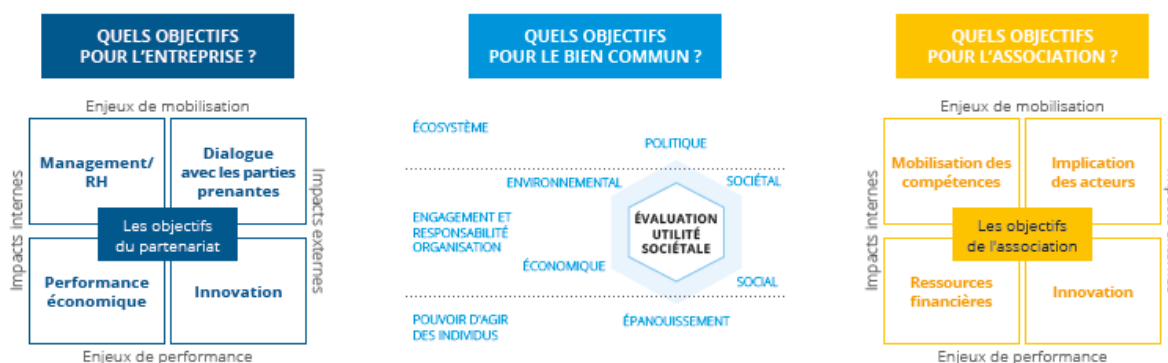 QUELS OBJECTIFS
POUR L'ENTREPRISE ?
Enjeux de mobilisation
Impacts internes
Management/
RH
Dialogue
avec les parties
prenantes
Les objectifs
du partenariat
Performance
économique
Innovation
Impacts externes
Enjeux de performance
QUELS OBJECTIFS
POUR LE BIEN COMMUN ?
ÉCOSYSTÈME
POLITIQUE
ENVIRONNEMENTAL
SOCIÉTAL
ENGAGEMENT ET
RESPONSABILITÉ
ORGANISATION
ÉVALUATION
UTILITÉ
SOCIÉTALE
ÉCONOMIQUE
SOCIAL
POUVOIR D'AGIR
DES INDIVIDUS
ÉPANOUISSEMENT
QUELS OBJECTIFS
POUR L'ASSOCIATION ?
Enjeux de mobilisation
Impacts internes
Mobilisation des
compétences
Implication
des acteurs
Les objectifs
de l'association
Ressources
financières
Innovation
Enjeux de performance